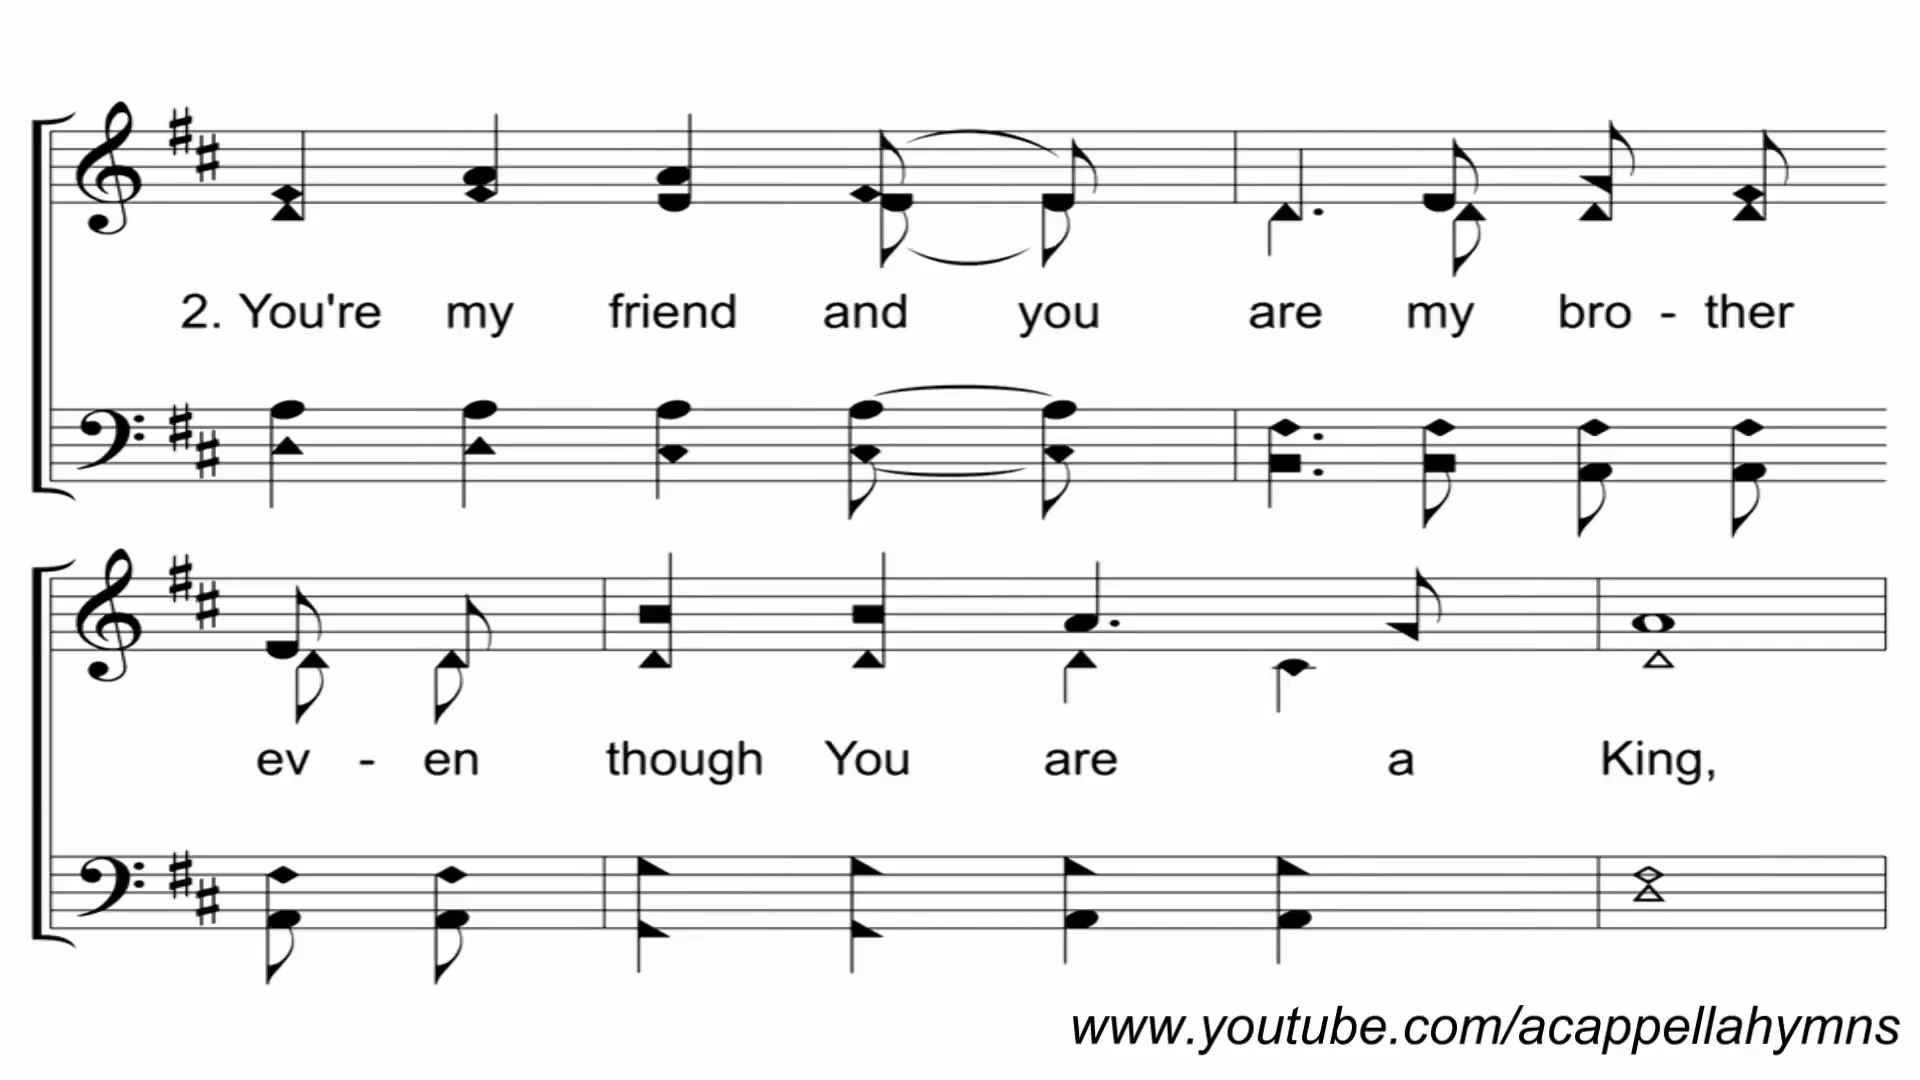 2. You're my friend and you are my bro - ther
ev - en though You are a King,
www.youtube.com/acappellahymns